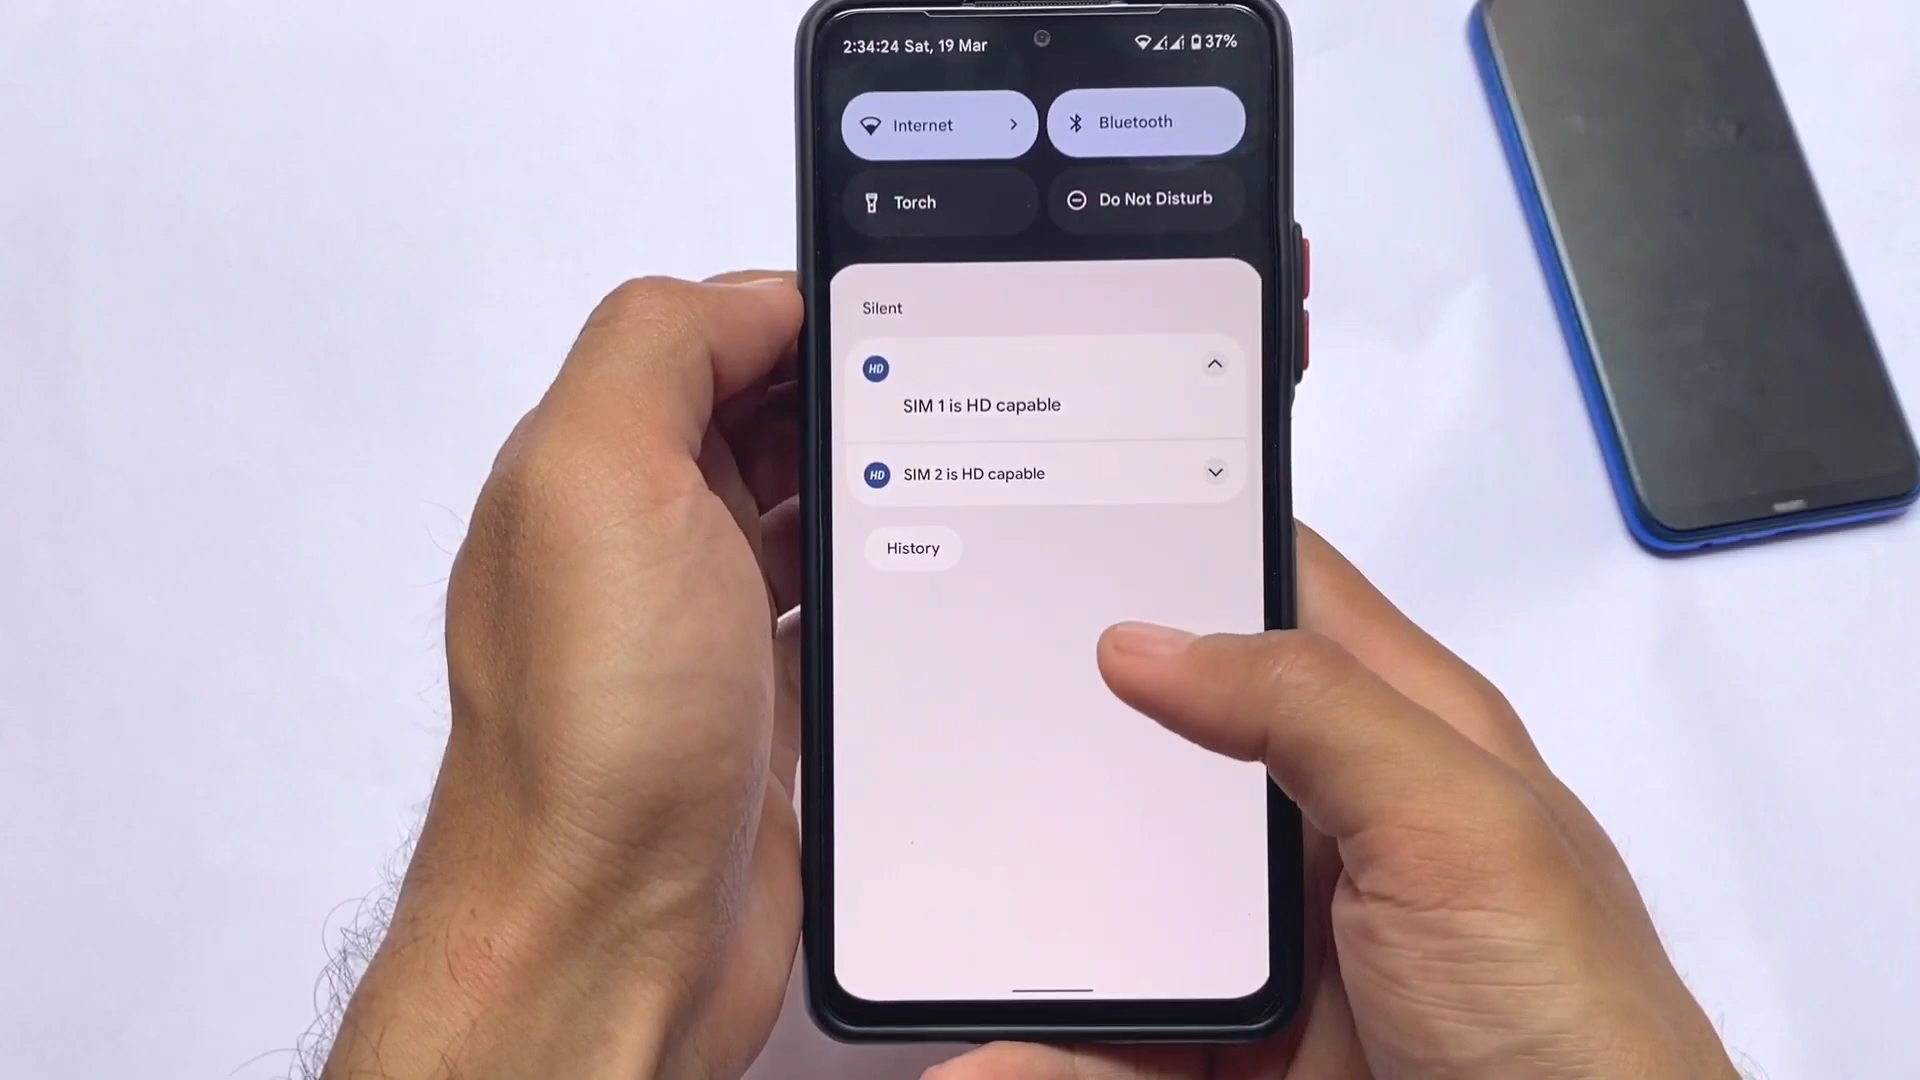 2:34:24 Sat, 19 Mar
37%
Internet
Bluetooth
Torch
Do Not Disturb
Silent
HD
SIM 1 is HD capable
HD SIM 2 is HD capable
History